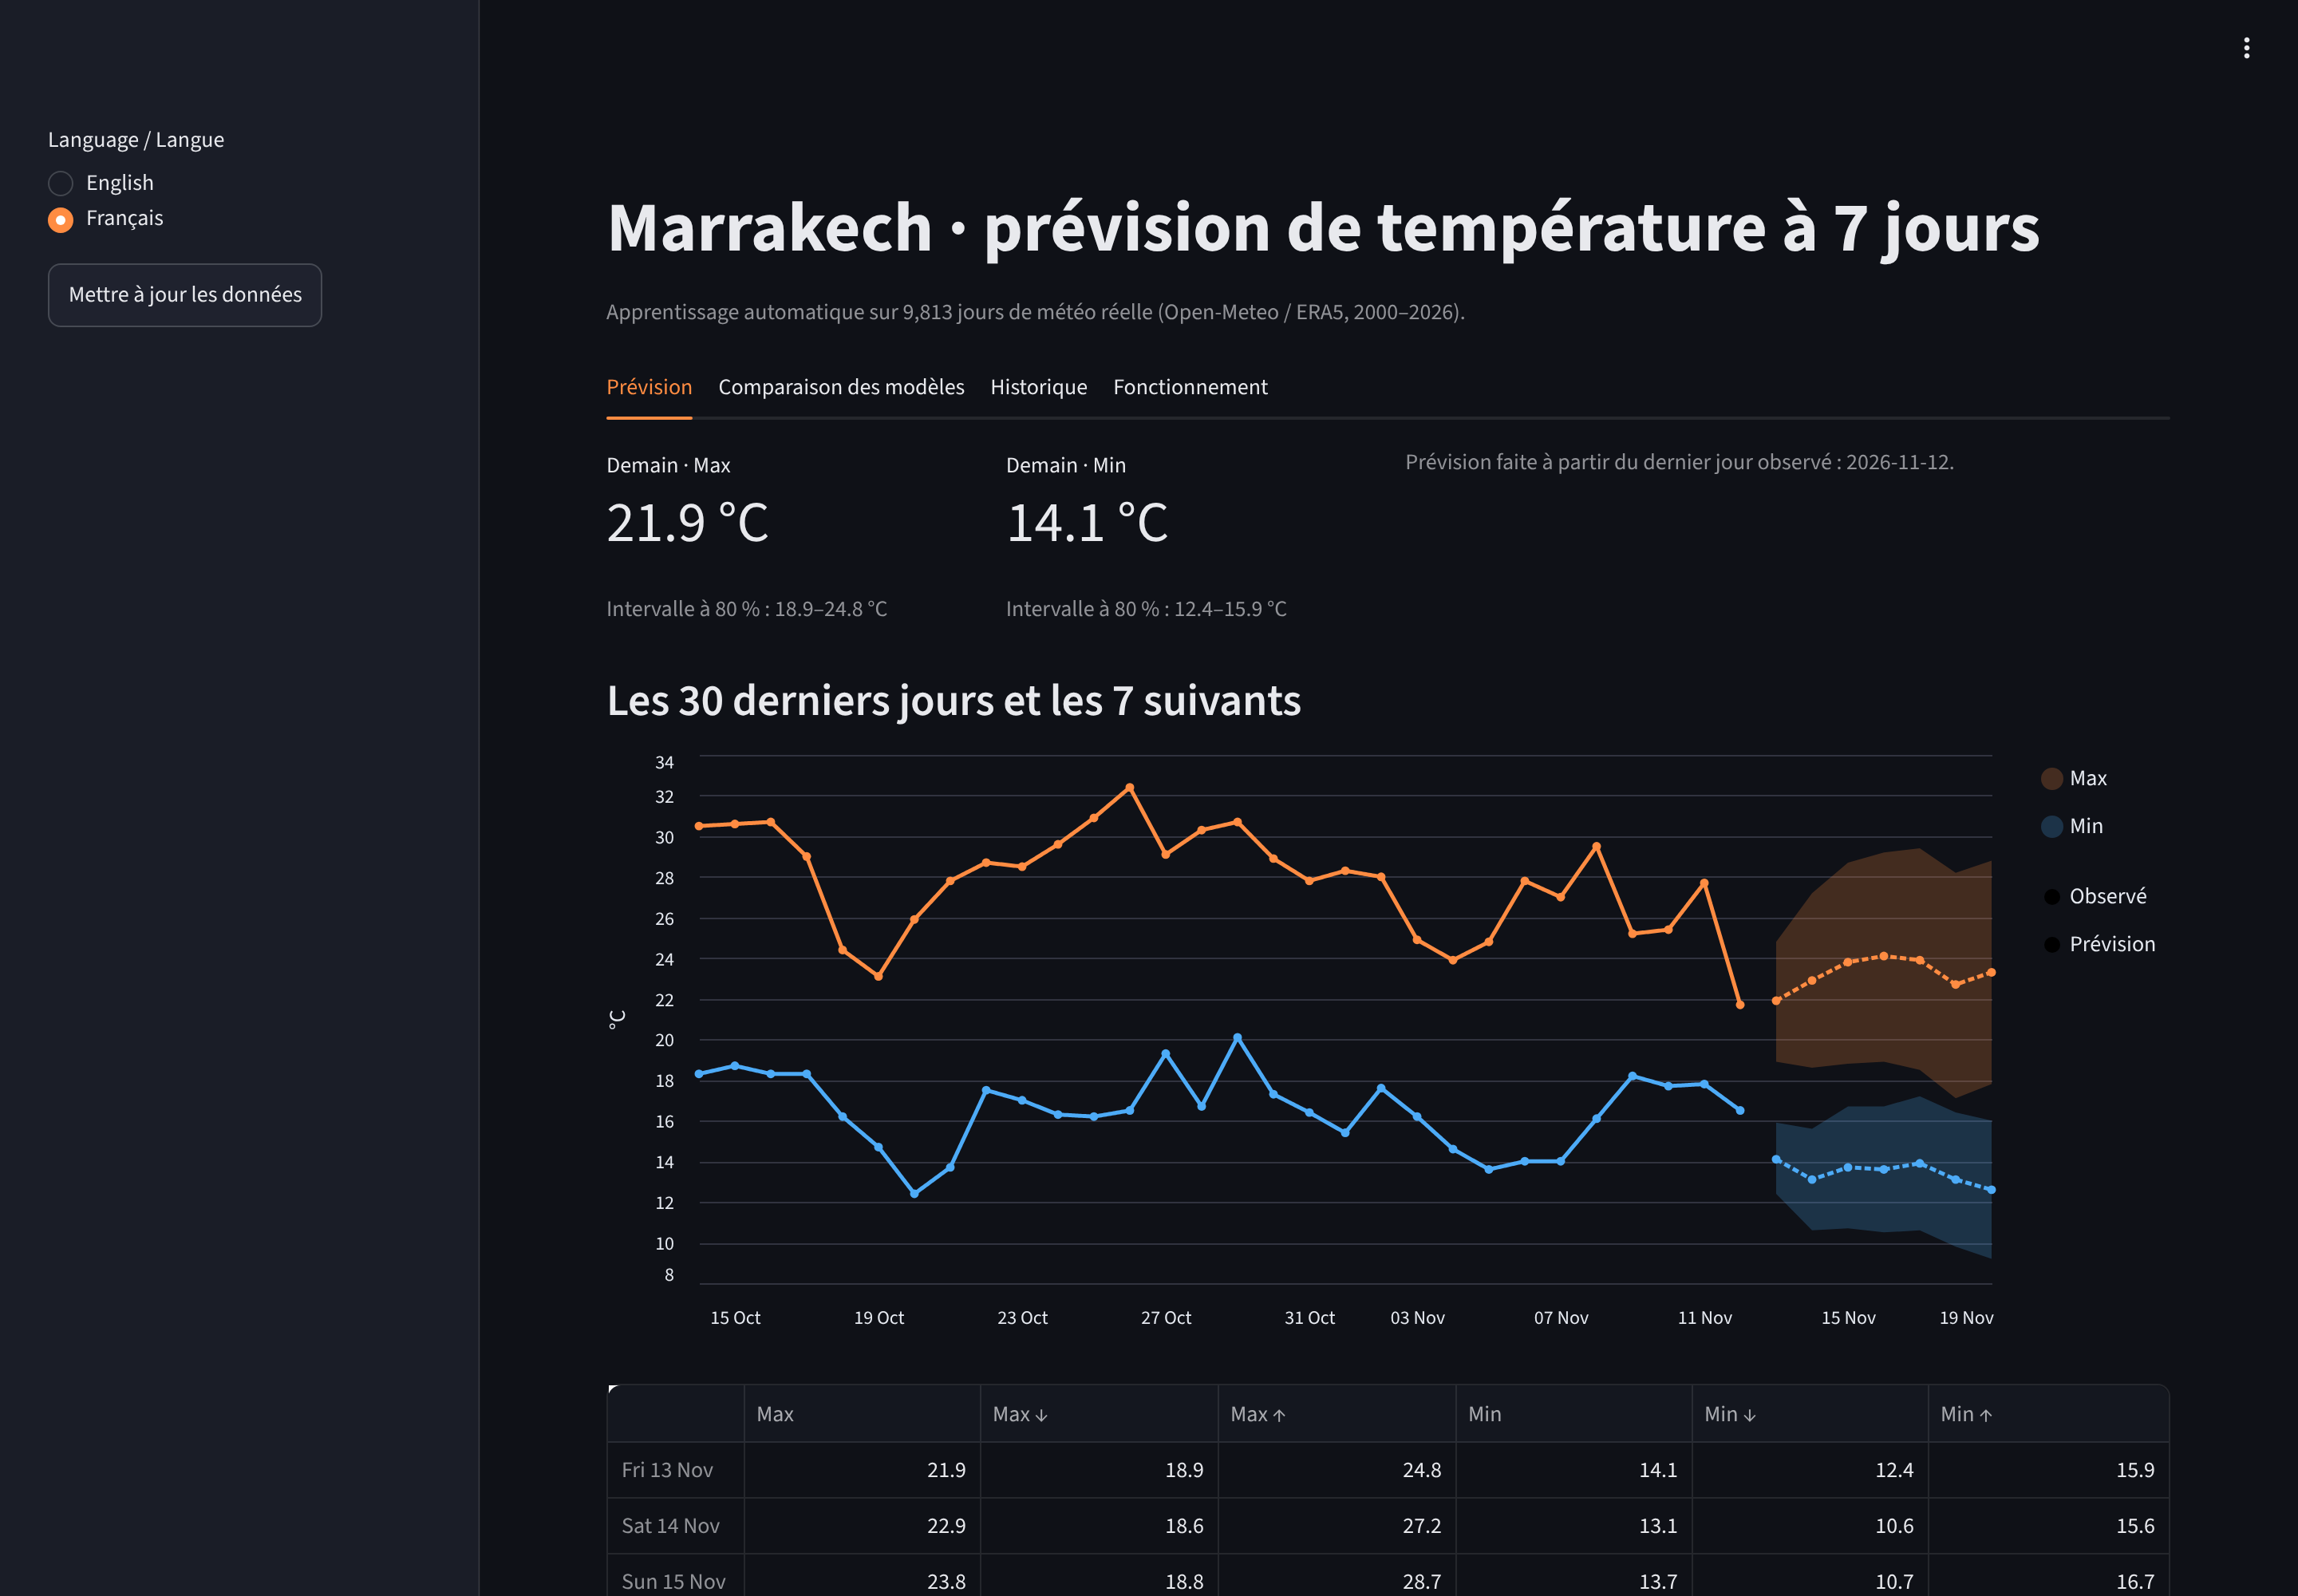 Language / Langue
English
Français
Mettre à jour les données
Marrakech · prévision de température à 7 jours
Apprentissage automatique sur 9,813 jours de météo réelle (Open-Meteo / ERA5, 2000–2026).
Prévision Comparaison des modèles Historique Fonctionnement
Demain · Max
21.9 °C
Intervalle à 80 % : 18.9–24.8 °C
Demain · Min
14.1 °C
Intervalle à 80 % : 12.4–15.9 °C
Prévision faite à partir du dernier jour observé : 2026-11-12.
Les 30 derniers jours et les 7 suivants
°C
34
32
30
28
26
24
22
20
18
16
14
12
10
8
15 Oct 19 Oct 23 Oct 27 Oct 31 Oct 03 Nov 07 Nov 11 Nov 15 Nov 19 Nov
Max
Min
Observé
Prévision
Max Max ↓ Max ↑ Min Min ↓ Min ↑
Fri 13 Nov 21.9 18.9 24.8 14.1 12.4 15.9
Sat 14 Nov 22.9 18.6 27.2 13.1 10.6 15.6
Sun 15 Nov 23.8 18.8 28.7 13.7 10.7 16.7